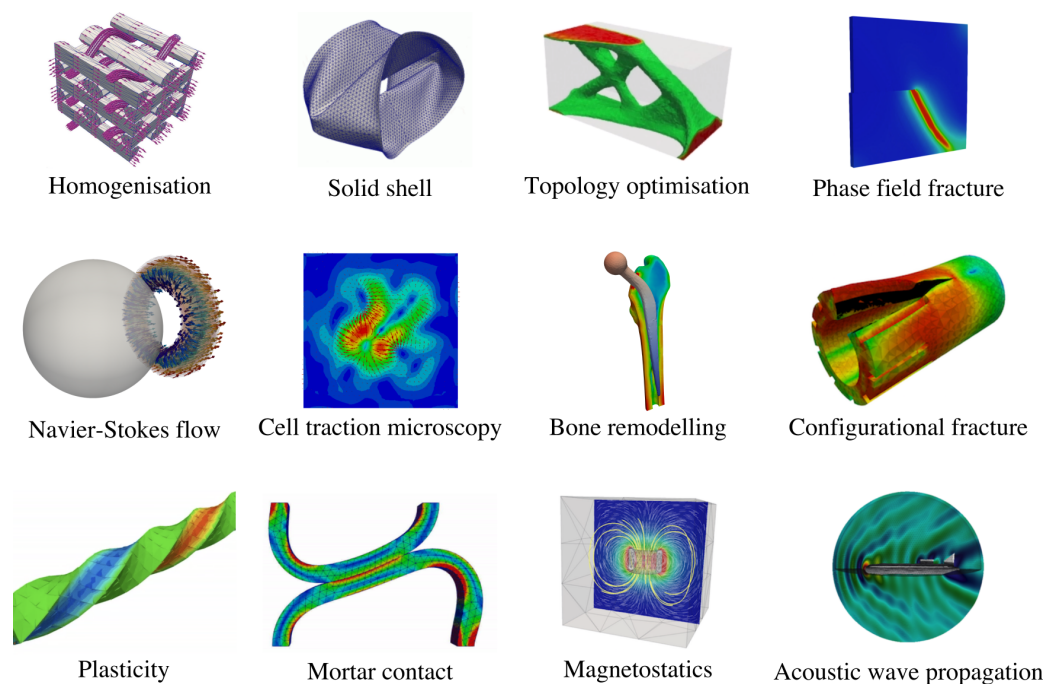 Homogenisation
Solid shell
Topology optimisation
Phase field fracture
Navier-Stokes flow
Cell traction microscopy
Bone remodelling
Configurational fracture
Plasticity
Mortar contact
Magnetostatics
Acoustic wave propagation